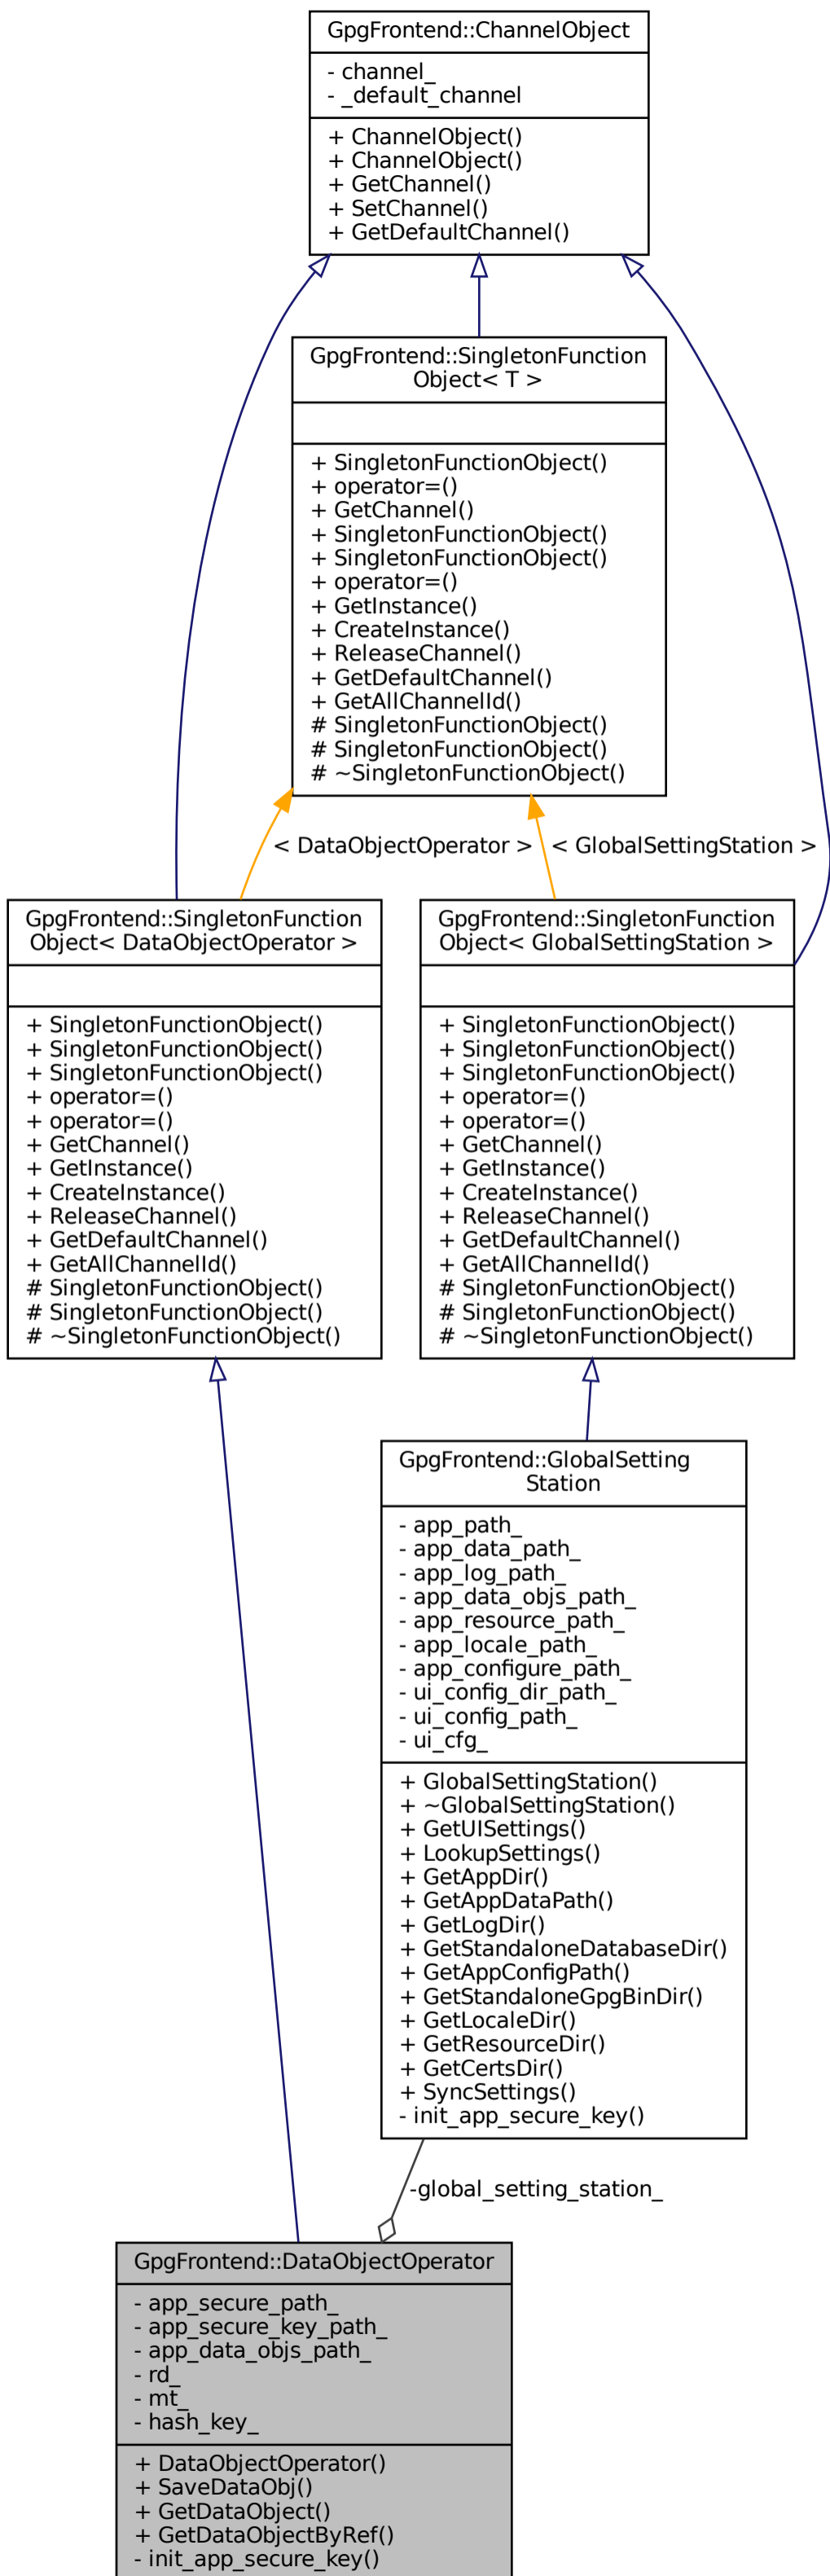 GpgFrontend::ChannelObject
- channel_
- _default_channel
+ ChannelObject()
+ ChannelObject()
+ GetChannel()
+ SetChannel()
+ GetDefaultChannel()
GpgFrontend::SingletonFunction
Object< T >
+ SingletonFunctionObject()
+ operator=()
+ GetChannel()
+ SingletonFunctionObject()
+ SingletonFunctionObject()
+ operator=()
+ GetInstance()
+ CreateInstance()
+ ReleaseChannel()
+ GetDefaultChannel()
+ GetAllChannelId()
# SingletonFunctionObject()
# SingletonFunctionObject()
# ~SingletonFunctionObject()
< DataObjectOperator >
< GlobalSettingStation >
GpgFrontend::SingletonFunction
Object< DataObjectOperator >
+ SingletonFunctionObject()
+ SingletonFunctionObject()
+ SingletonFunctionObject()
+ operator=()
+ operator=()
+ GetChannel()
+ GetInstance()
+ CreateInstance()
+ ReleaseChannel()
+ GetDefaultChannel()
+ GetAllChannelId()
# SingletonFunctionObject()
# SingletonFunctionObject()
# ~SingletonFunctionObject()
GpgFrontend::SingletonFunction
Object< GlobalSettingStation >
+ SingletonFunctionObject()
+ SingletonFunctionObject()
+ SingletonFunctionObject()
+ operator=()
+ operator=()
+ GetChannel()
+ GetInstance()
+ CreateInstance()
+ ReleaseChannel()
+ GetDefaultChannel()
+ GetAllChannelId()
# SingletonFunctionObject()
# SingletonFunctionObject()
# ~SingletonFunctionObject()
GpgFrontend::GlobalSetting
Station
- app_path_
- app_data_path_
- app_log_path_
- app_data_objs_path_
- app_resource_path_
- app_locale_path_
- app_configure_path_
- ui_config_dir_path_
- ui_config_path_
- ui_cfg_
+ GlobalSettingStation()
+ ~GlobalSettingStation()
+ GetUISettings()
+ LookupSettings()
+ GetAppDir()
+ GetAppDataPath()
+ GetLogDir()
+ GetStandaloneDatabaseDir()
+ GetAppConfigPath()
+ GetStandaloneGpgBinDir()
+ GetLocaleDir()
+ GetResourceDir()
+ GetCertsDir()
+ SyncSettings()
- init_app_secure_key()
-global_setting_station_
GpgFrontend::DataObjectOperator
- app_secure_path_
- app_secure_key_path_
- app_data_objs_path_
- rd_
- mt_
- hash_key_
+ DataObjectOperator()
+ SaveDataObj()
+ GetDataObject()
+ GetDataObjectByRef()
- init_app_secure_key()